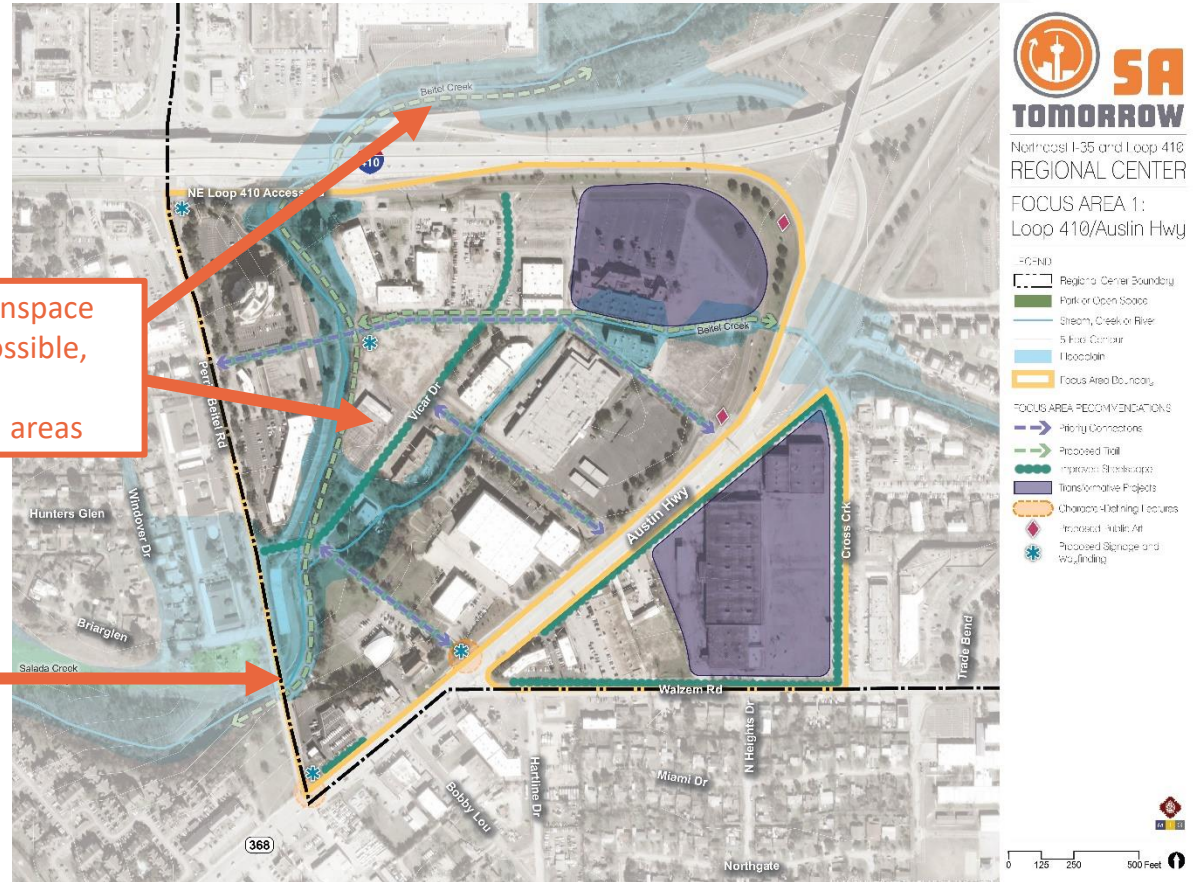 Beitel Creek
410
NE Loop 410 Access
nspace
ossible,
areas
Beitel Creek
Vicar Dr
Perrin Beitel Rd
Austin Hwy
Cross Crk
Hunters Glen
Windover Dr
Briarglen
Salada Creek
Walzem Rd
Trade Bend
N Heights Dr
Hartline Dr
Miami Dr
Bobby Lou
368
Northgate
SA
TOMORROW
Northeast I-35 and Loop 410
REGIONAL CENTER
FOCUS AREA 1:
Loop 410/Austin Hwy
LEGEND
Regional Center Boundary
Park or Open Space
Stream, Creek or River
5 Foot Contour
Floodplain
Focus Area Boundary
FOCUS AREA RECOMMENDATIONS
Priority Connections
Proposed Trail
Improved Streetscape
Transformative Projects
Character-Defining Features
Proposed Public Art
Proposed Signage and
Wayfinding
0 125 250 500 Feet